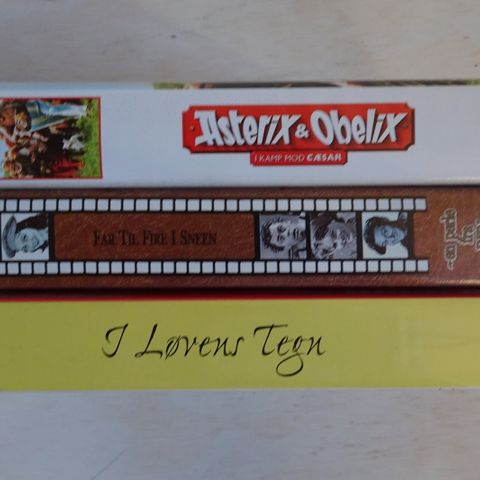 Asterix & Obelix
I KAMP MOD CÆSAR
FAR TIL FIRE I SNEEN
I Løvens Tegn